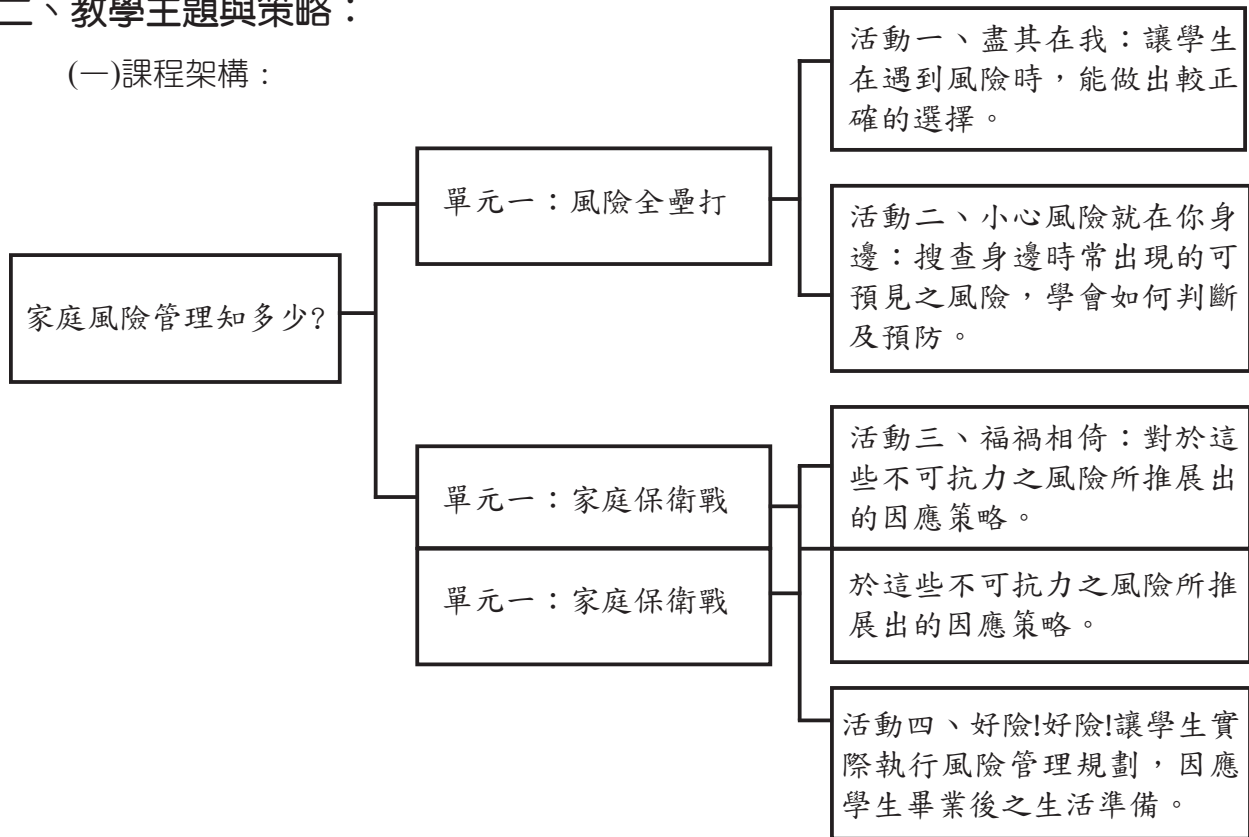 二、教學主題與策略：
(一)課程架構：
家庭風險管理知多少?
單元一：風險全壘打
活動一、盡其在我：讓學生
在遇到風險時，能做出較正
確的選擇。
活動二、小心風險就在你身
邊：搜查身邊時常出現的可
預見之風險，學會如何判斷
及預防。
單元一：家庭保衛戰
活動三、福禍相倚：對於這
些不可抗力之風險所推展出
的因應策略。
單元一：家庭保衛戰
於這些不可抗力之風險所推
展出的因應策略。
活動四、好險!好險!讓學生實
際執行風險管理規劃，因應
學生畢業後之生活準備。